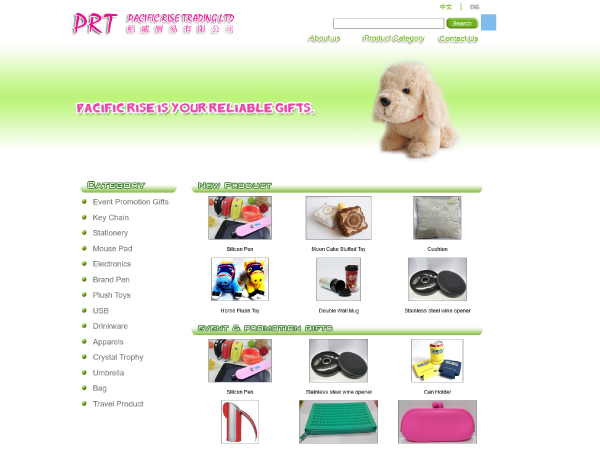 中文 | ENG
PRT PACIFIC RISE TRADING LTD
栢威貿易有限公司
Search
About us Product Category Contact Us
PACIFIC RISE IS YOUR RELIABLE GIFTS.
CATEGORY
Event Promotion Gifts
Key Chain
Stationery
Mouse Pad
Electronics
Brand Pen
Plush Toys
USB
Drinkware
Apparels
Crystal Trophy
Umbrella
Bag
Travel Product
NEW PRODUCT
Silicon Pen Moon Cake Stuffed Toy Cushion
Horse Plush Toy Double Wall Mug Stainless steel wine opener
EVENT & PROMOTION GIFTS
Silicon Pen Stainless steel wine opener Can Holder